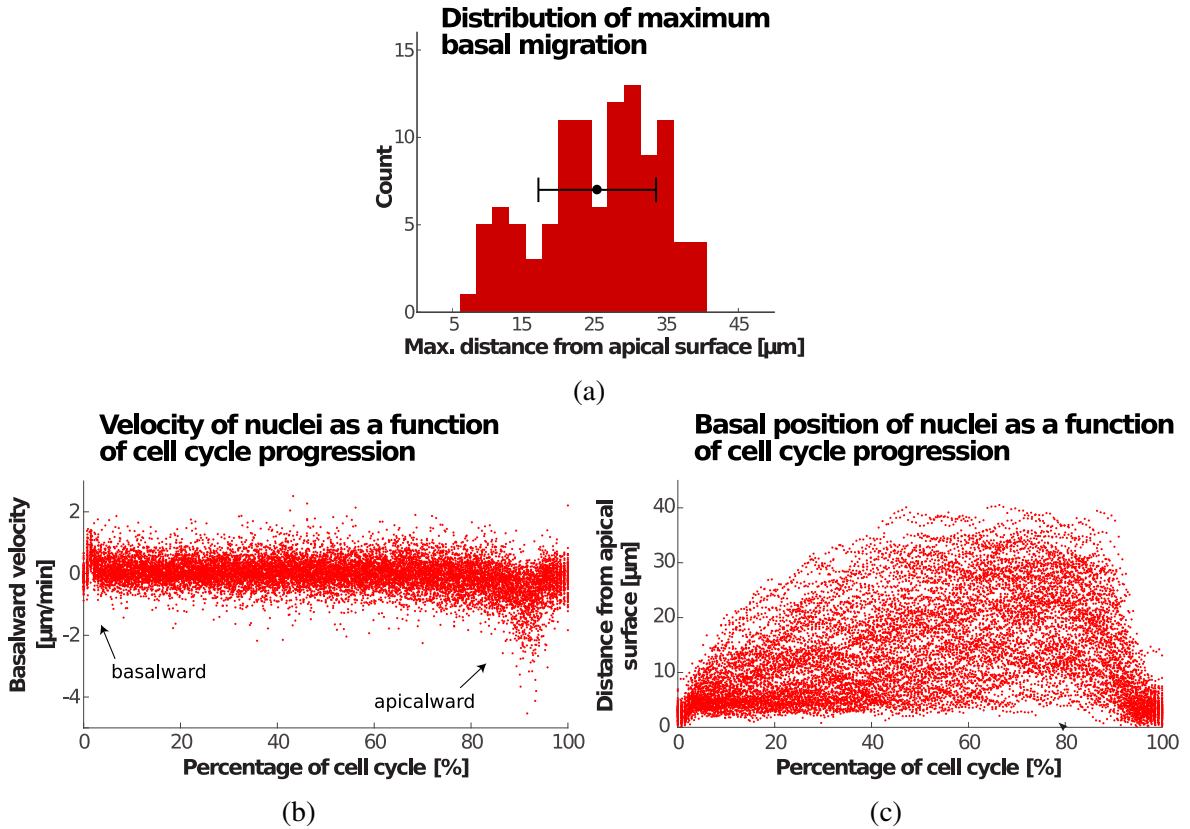 Distribution of maximum
basal migration
15
10
5
0
Count
5 15 25 35 45
Max. distance from apical surface [µm]
(a)
Velocity of nuclei as a function
of cell cycle progression
2
0
-2
-4
Basalward velocity
[µm/min]
basalward
apicalward
0 20 40 60 80 100
Percentage of cell cycle [%]
(b)
Basal position of nuclei as a function
of cell cycle progression
40
30
20
10
0
Distance from apical
surface [µm]
0 20 40 60 80 100
Percentage of cell cycle [%]
(c)